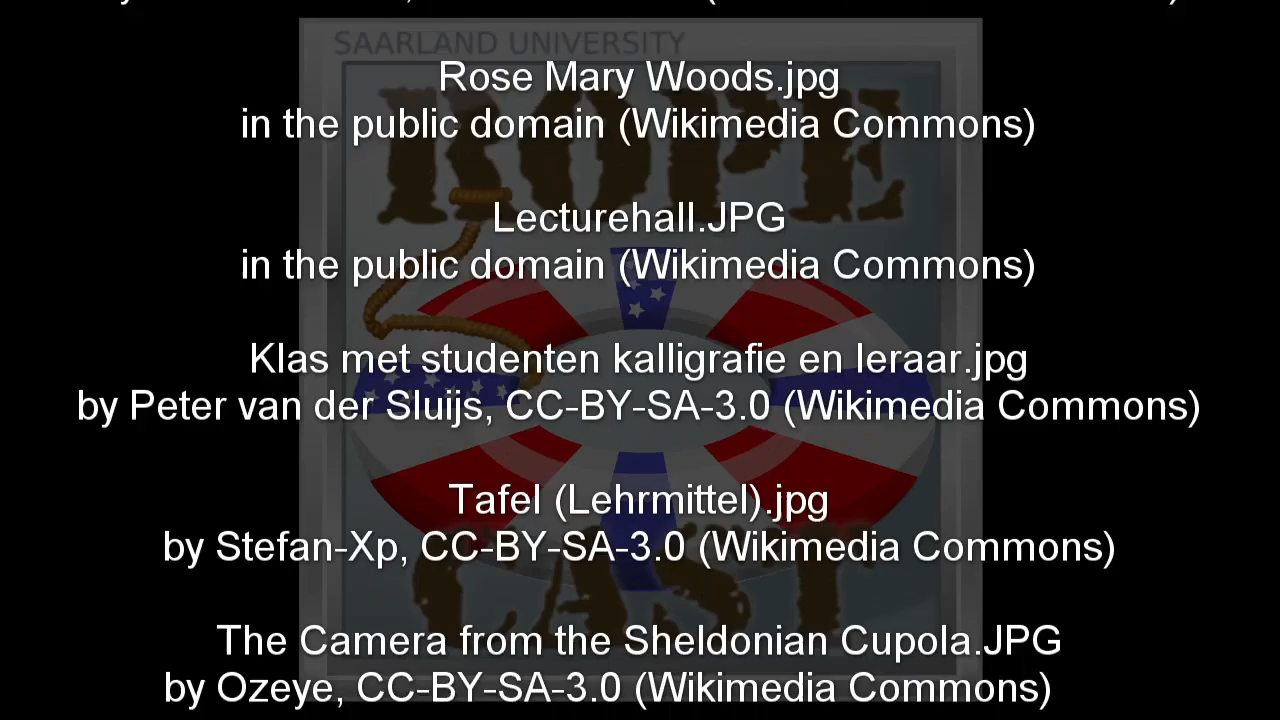 SAARLAND UNIVERSITY
ROPE
Rose Mary Woods.jpg
in the public domain (Wikimedia Commons)
Lecturehall.JPG
in the public domain (Wikimedia Commons)
Klas met studenten kalligrafie en leraar.jpg
by Peter van der Sluijs, CC-BY-SA-3.0 (Wikimedia Commons)
Tafel (Lehrmittel).jpg
by Stefan-Xp, CC-BY-SA-3.0 (Wikimedia Commons)
CAST
The Camera from the Sheldonian Cupola.JPG
by Ozeye, CC-BY-SA-3.0 (Wikimedia Commons)